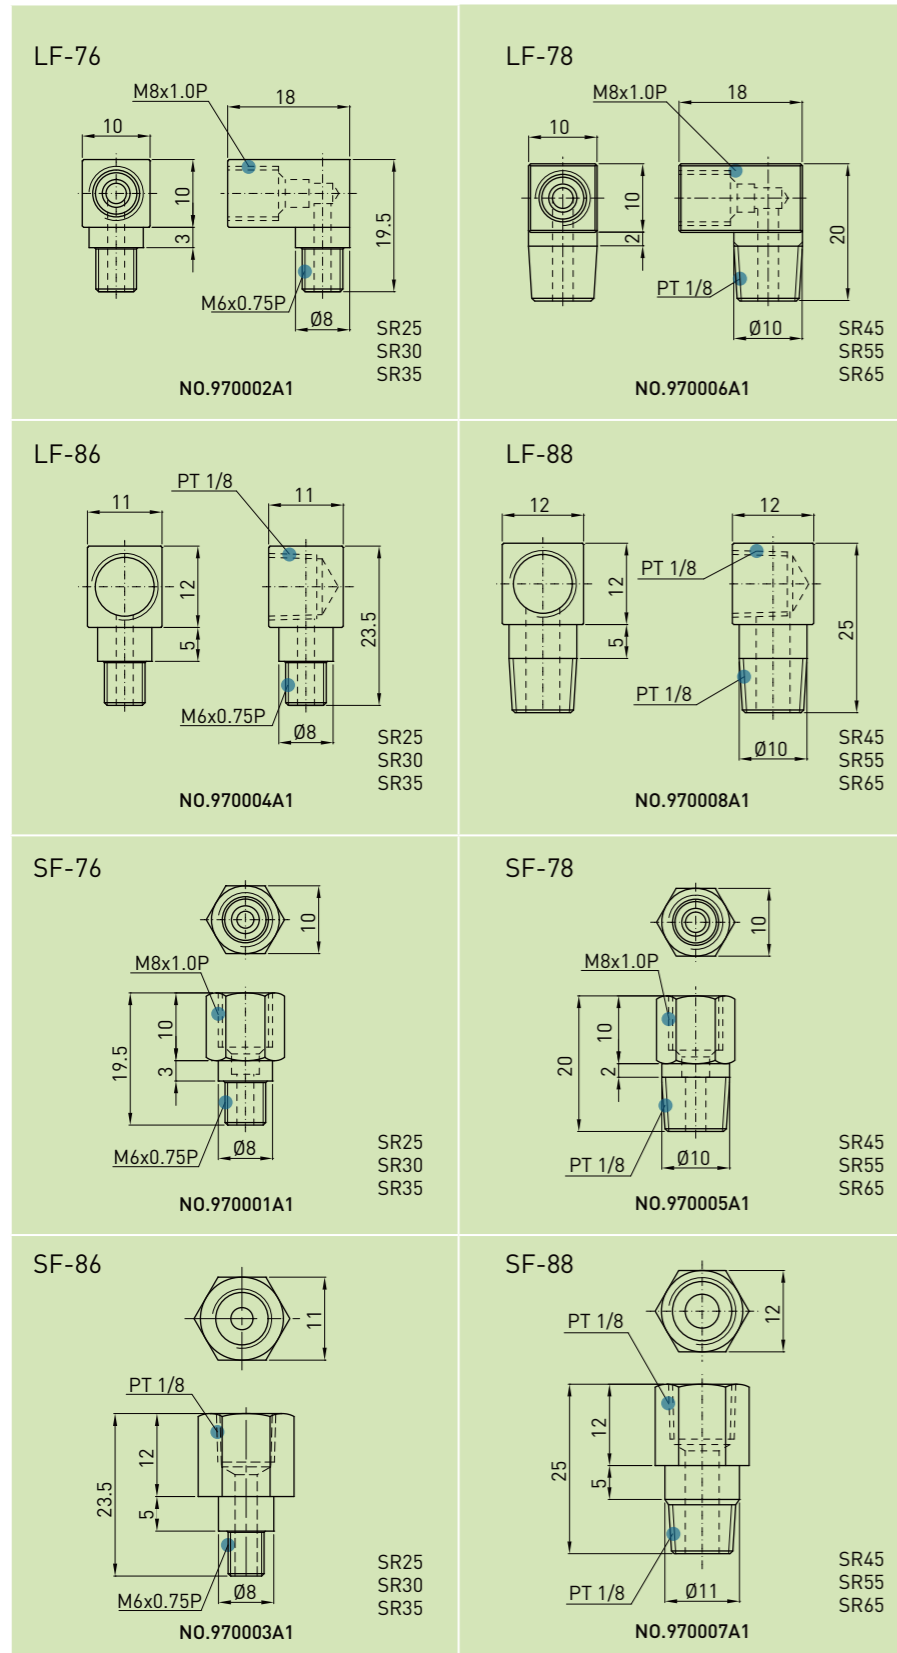 LF-76
M8x1.0P
18
10
10
3
19.5
M6x0.75P
Ø8
SR25
SR30
SR35
NO.970002A1
LF-78
M8x1.0P
18
10
10
2
20
PT 1/8
Ø10
SR45
SR55
SR65
NO.970006A1
LF-86
PT 1/8
11
11
12
5
23.5
M6x0.75P
Ø8
SR25
SR30
SR35
NO.970004A1
LF-88
12
12
PT 1/8
12
5
25
PT 1/8
Ø10
SR45
SR55
SR65
NO.970008A1
SF-76
10
M8x1.0P
19.5
10
3
M6x0.75P
Ø8
SR25
SR30
SR35
NO.970001A1
SF-78
10
M8x1.0P
20
10
2
PT 1/8
Ø10
SR45
SR55
SR65
NO.970005A1
SF-86
11
PT 1/8
23.5
12
5
M6x0.75P
Ø8
SR25
SR30
SR35
NO.970003A1
SF-88
12
PT 1/8
25
12
5
PT 1/8
Ø11
SR45
SR55
SR65
NO.970007A1